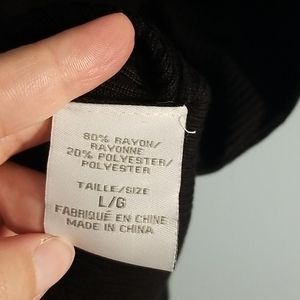 80% RAYON/
RAYONNE
20% POLYESTER/
POLYESTER
TAILLE/SIZE
L/G
FABRIQUÉ EN CHINE
MADE IN CHINA